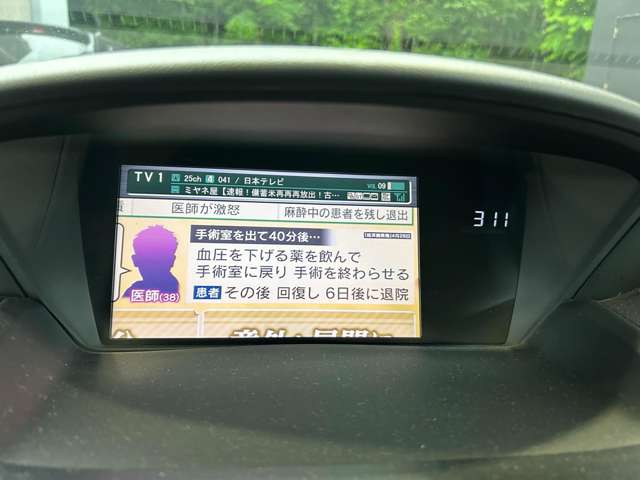 TV1 25ch 4 041 / 日本テレビ VOL 09
ミヤネ屋【速報！備蓄米再再再放出！古…
医師が激怒 麻酔中の患者を残し退出
3:11
手術室を出て40分後…
血圧を下げる薬を飲んで
手術室に戻り 手術を終わらせる
医師(38)
患者 その後 回復し 6日後に退院